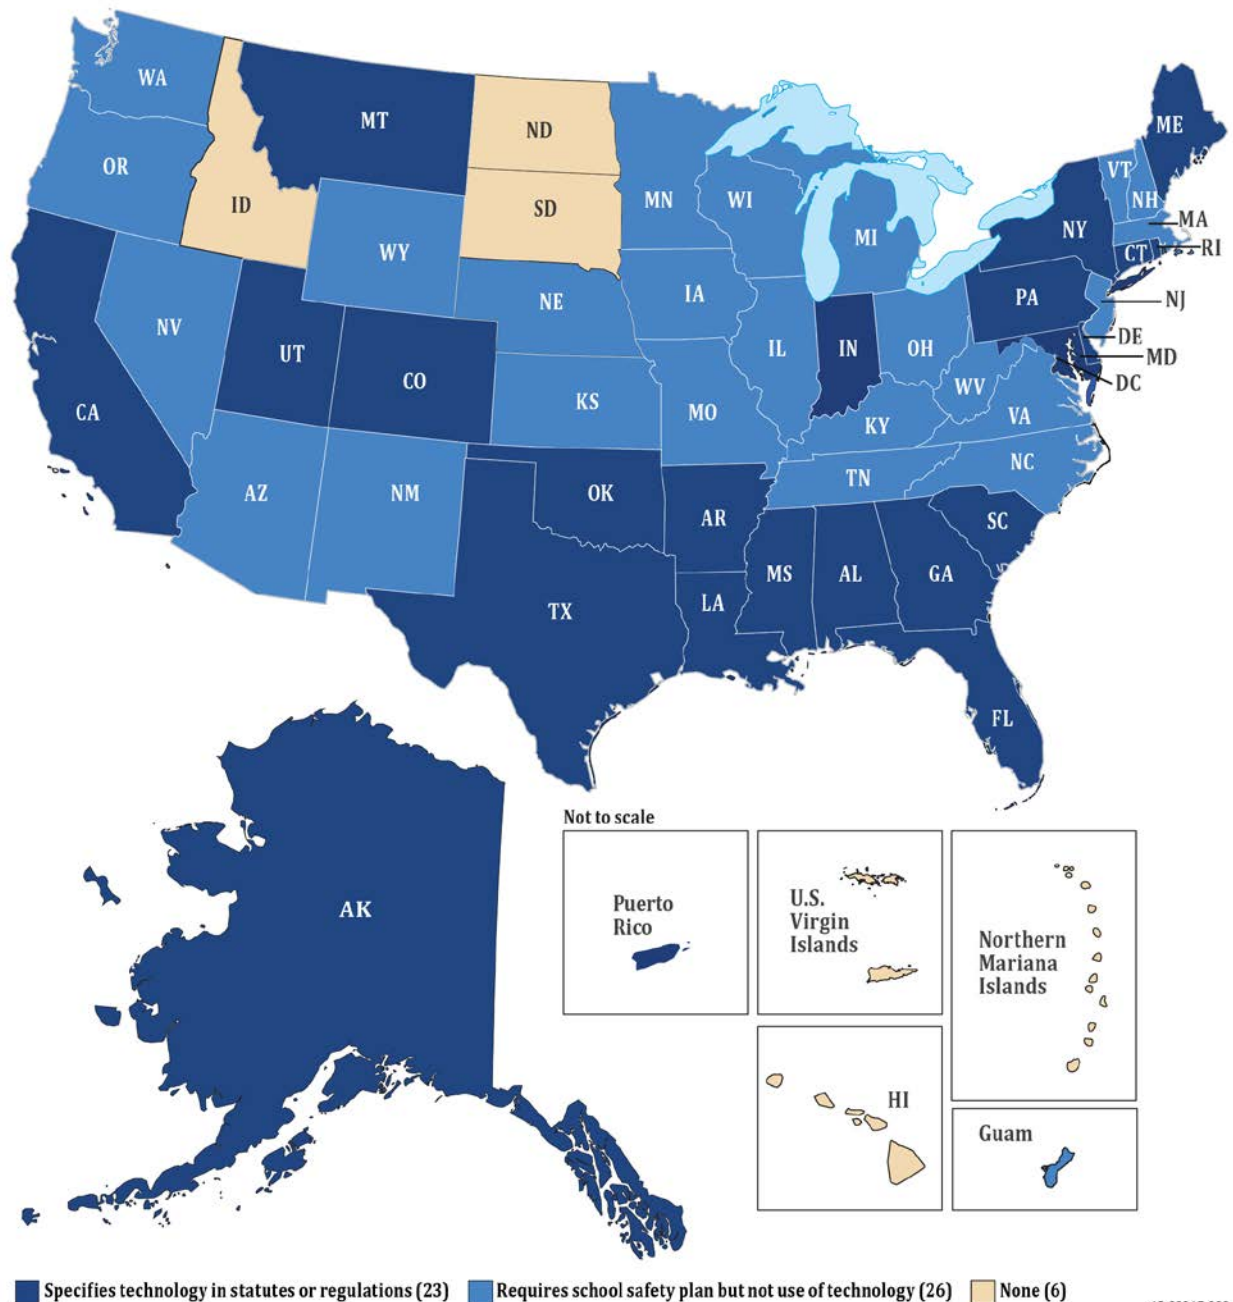 WA
MT
ND
ME
OR
VT
ID
SD
MN
WI
NH
MA
NY
MI
WY
CT
RI
IA
PA
NE
NJ
NV
UT
IL
IN
OH
DE
MD
CO
WV
DC
CA
KS
MO
KY
VA
NC
AZ
NM
OK
TN
AR
SC
MS
AL
GA
TX
LA
FL
Not to scale
AK
Puerto
Rico
U.S.
Virgin
Islands
Northern
Mariana
Islands
HI
Guam
Specifies technology in statutes or regulations (23)
Requires school safety plan but not use of technology (26)
None (6)